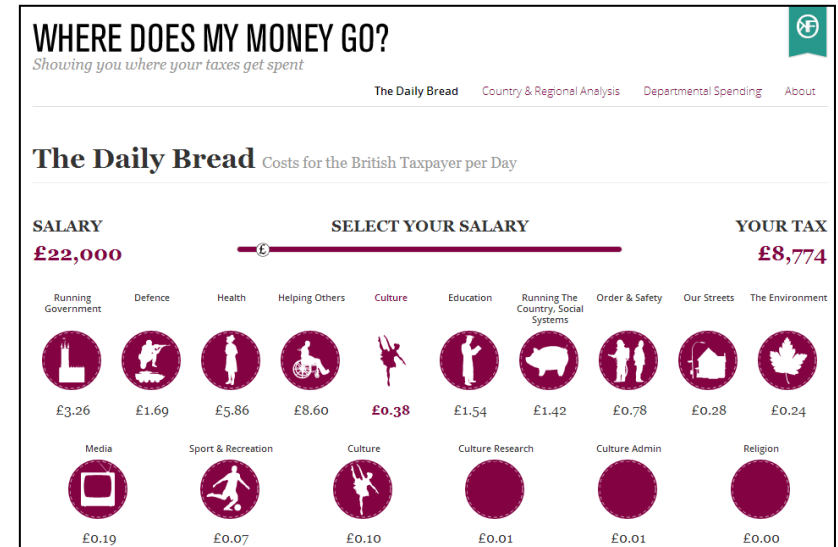 WHERE DOES MY MONEY GO?
Showing you where your taxes get spent
The Daily Bread Country & Regional Analysis Departmental Spending About
The Daily Bread Costs for the British Taxpayer per Day
SALARY SELECT YOUR SALARY YOUR TAX
£22,000 £ £8,774
Running Defence Health Helping Others Culture Education Running The Order & Safety Our Streets The Environment
Government Country, Social
Systems
£3.26 £1.69 £5.86 £8.60 £0.38 £1.54 £1.42 £0.78 £0.28 £0.24
Media Sport & Recreation Culture Culture Research Culture Admin Religion
£0.19 £0.07 £0.10 £0.01 £0.01 £0.00